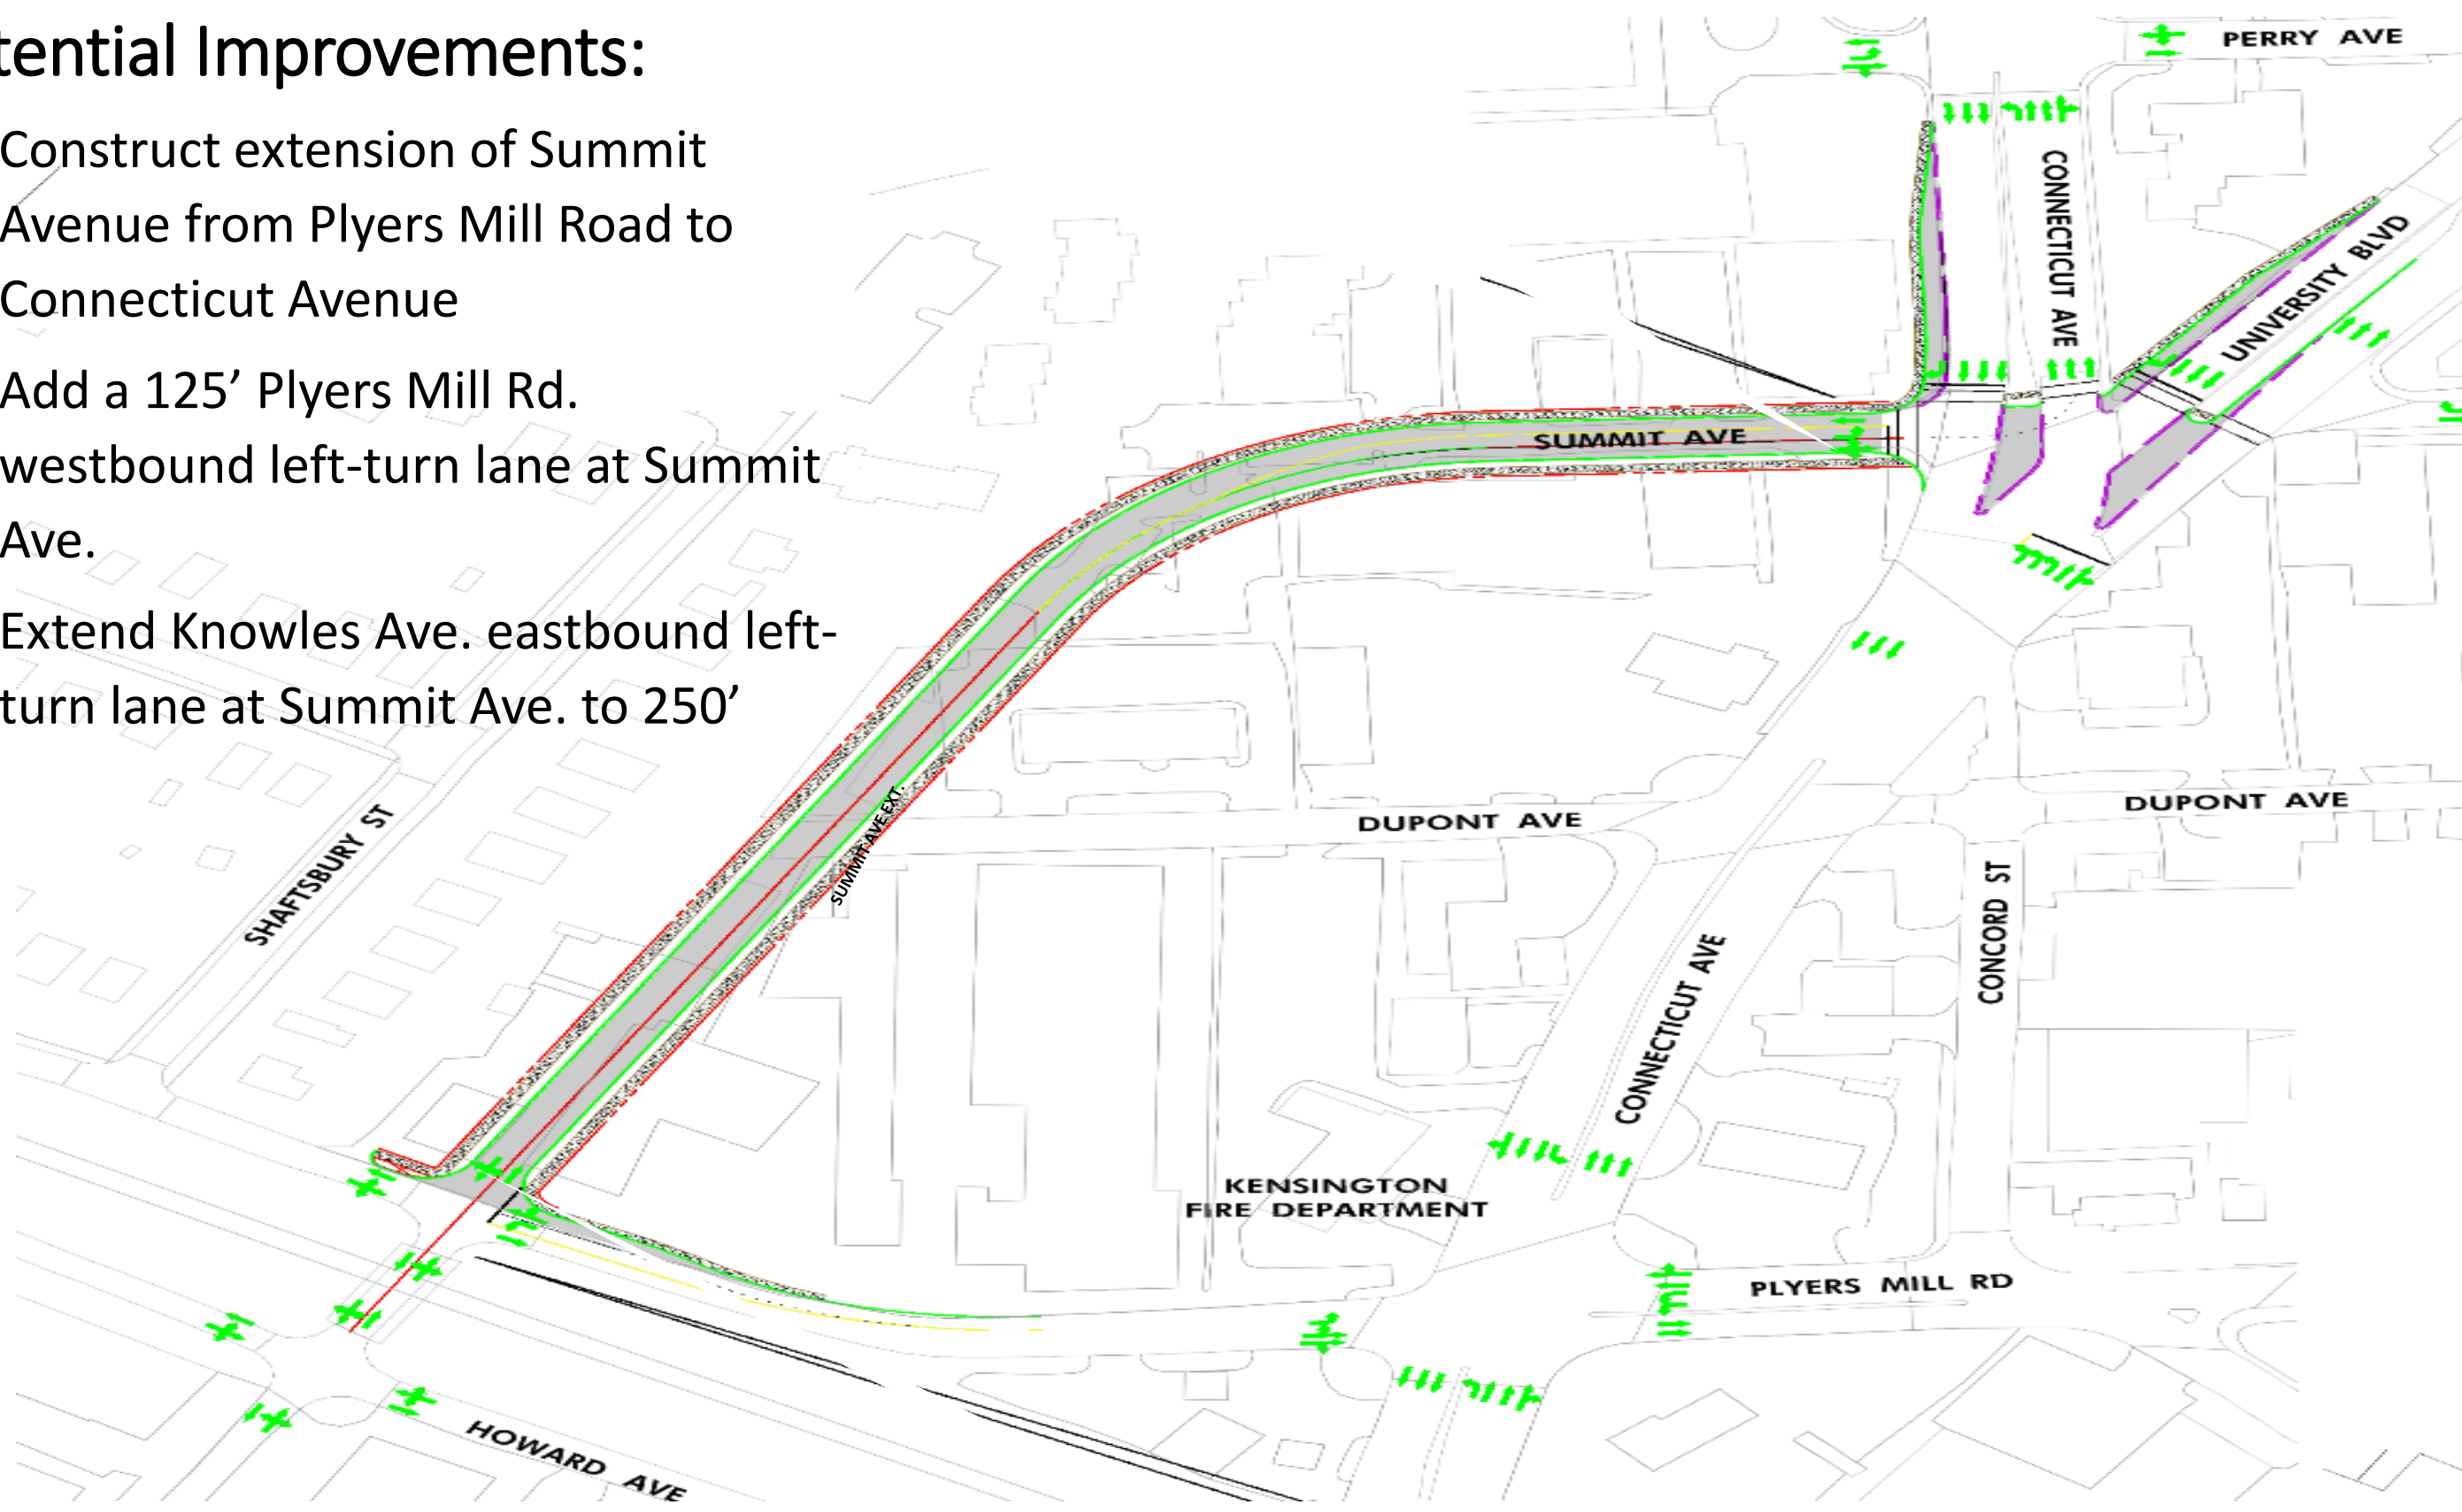 tential Improvements:
Construct extension of Summit
Avenue from Plyers Mill Road to
Connecticut Avenue
Add a 125’ Plyers Mill Rd.
westbound left-turn lane at Summit
Ave.
Extend Knowles Ave. eastbound left-
turn lane at Summit Ave. to 250’
PERRY AVE
CONNECTICUT AVE
UNIVERSITY BLVD
SUMMIT AVE
SUMMIT AVE EXT.
DUPONT AVE
DUPONT AVE
SHAFTSBURY ST
CONCORD ST
CONNECTICUT AVE
KENSINGTON
FIRE DEPARTMENT
PLYERS MILL RD
HOWARD AVE